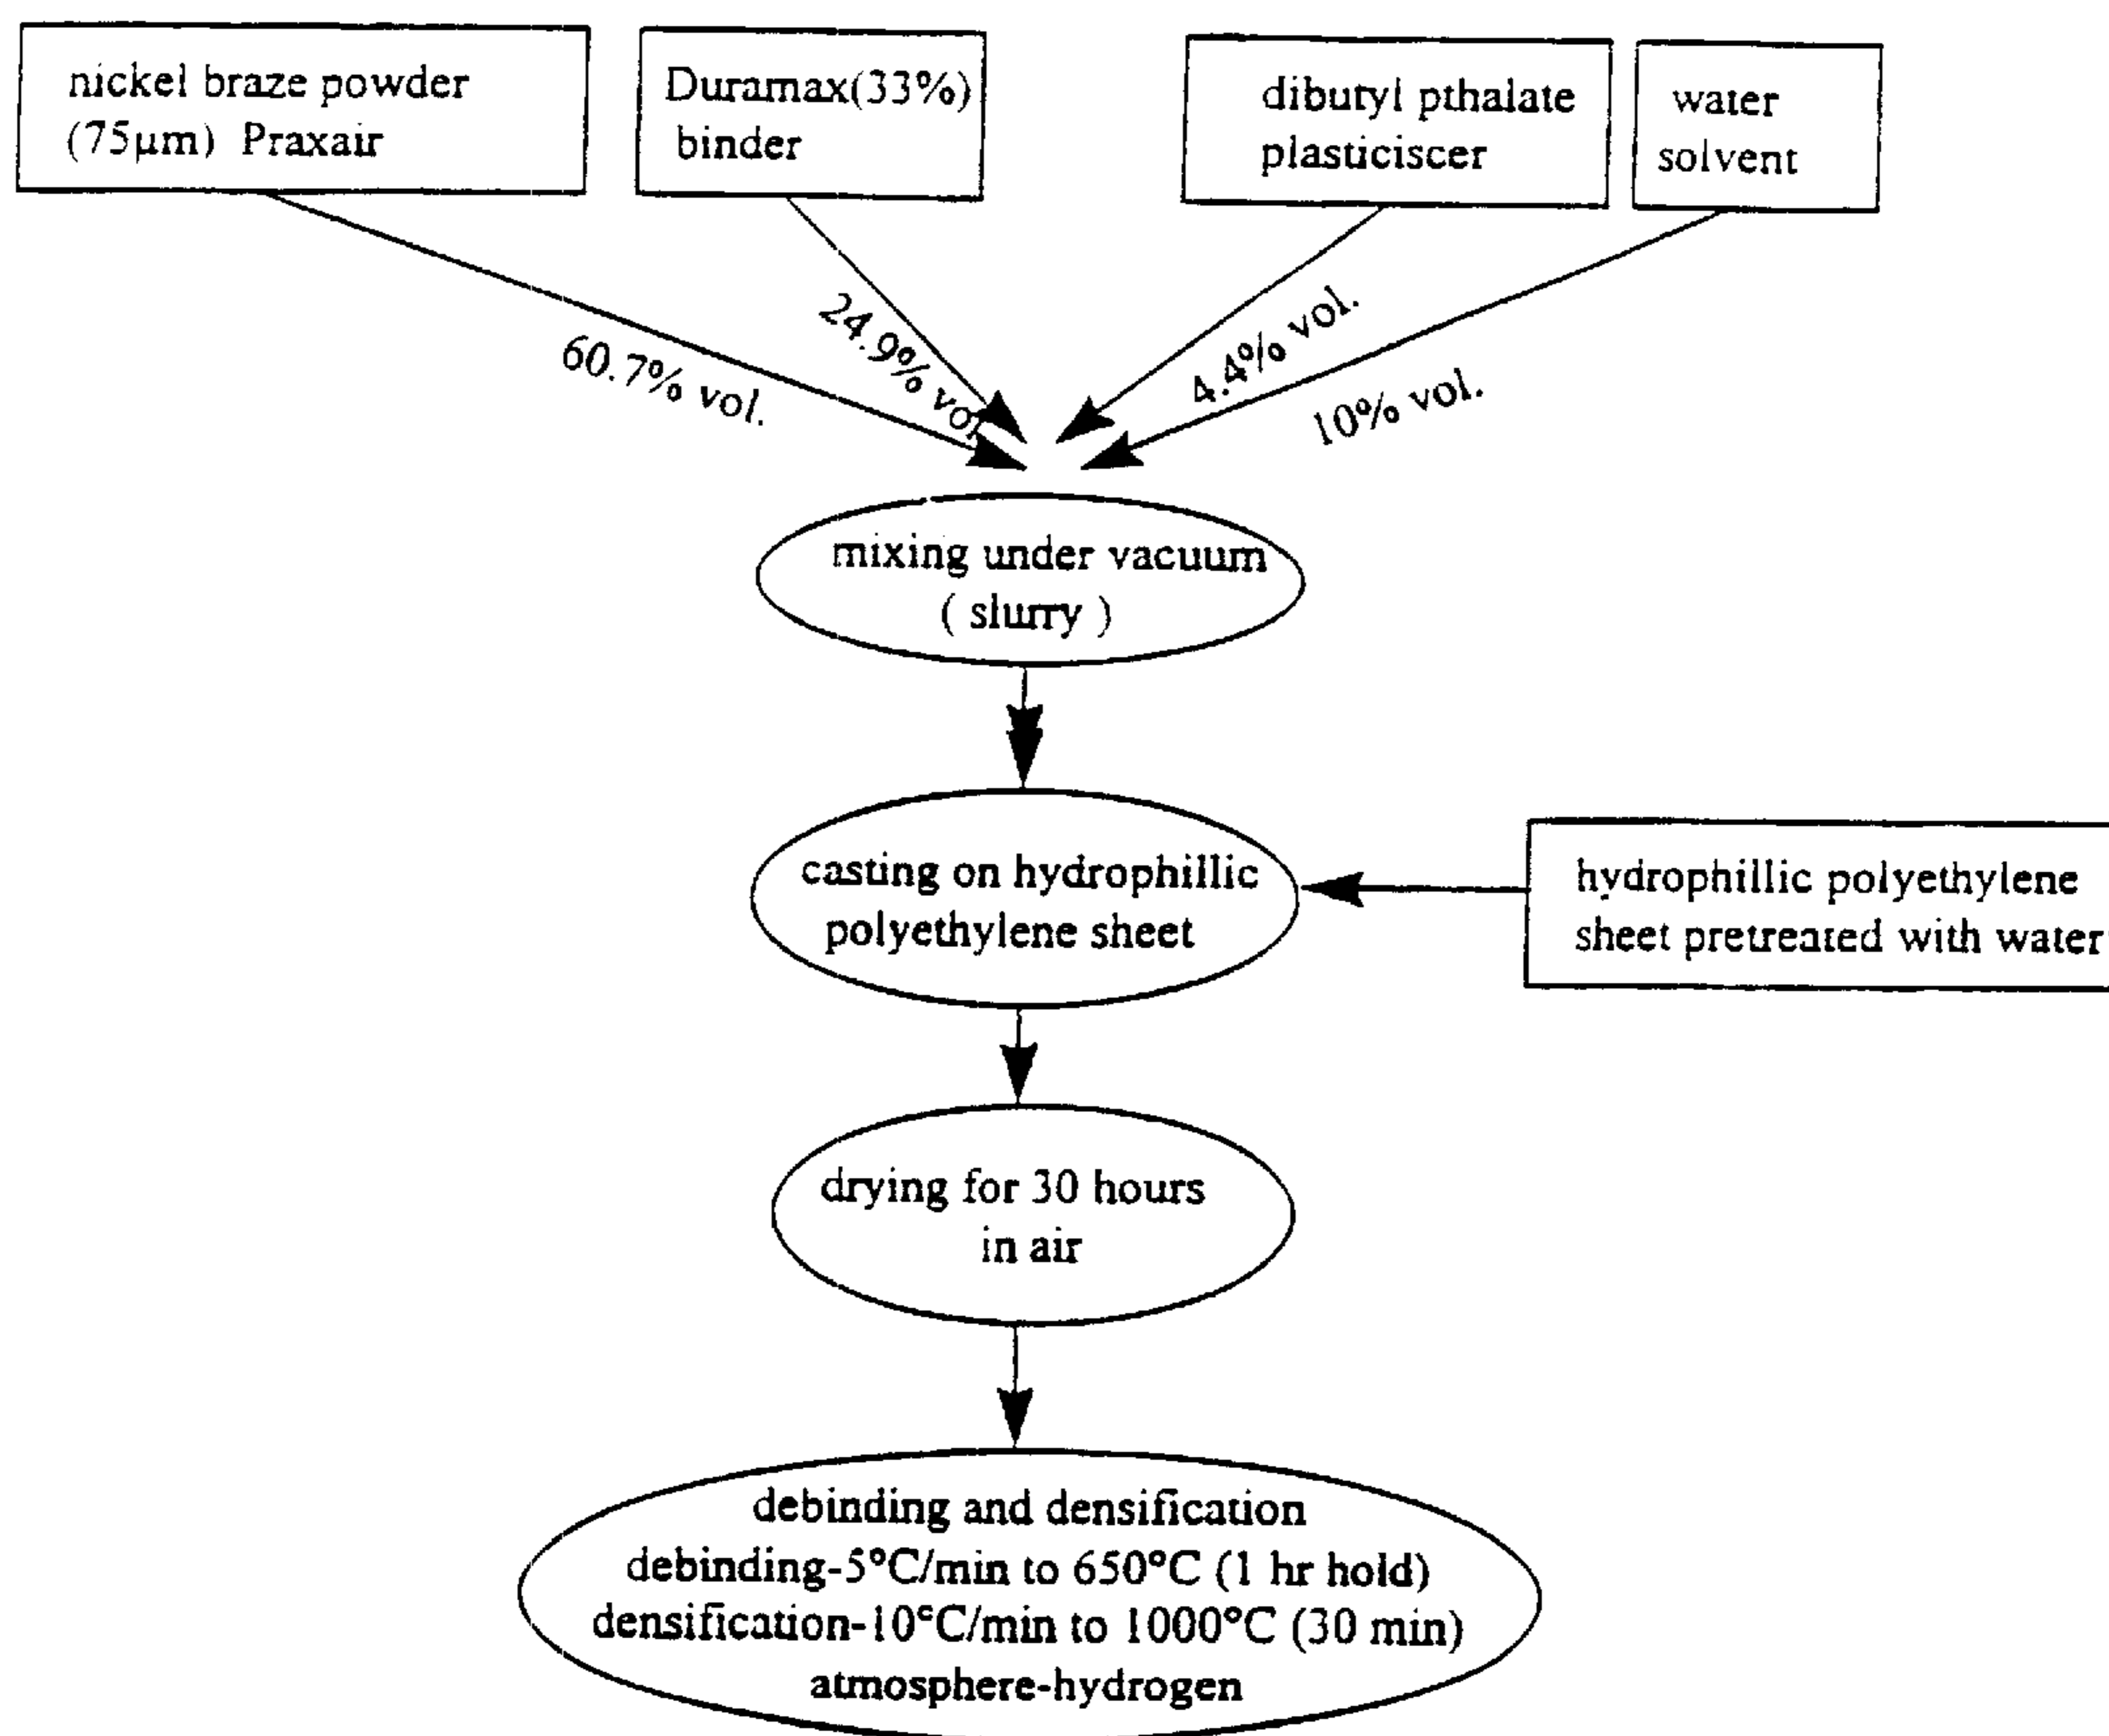 nickel braze powder
(75μm) Praxair
Duramax(33%)
binder
dibutyl pthalate
plasticiscer
water
solvent
60.7% vol.
24.9% vol
4.4% vol.
10% vol.
mixing under vacuum
( slurry )
casting on hydrophillic
polyethylene sheet
hydrophillic polyethylene
sheet pretreated with water
drying for 30 hours
in air
debinding and densification
debinding-5°C/min to 650°C (1 hr hold)
densification-10°C/min to 1000°C (30 min)
atmosphere-hydrogen